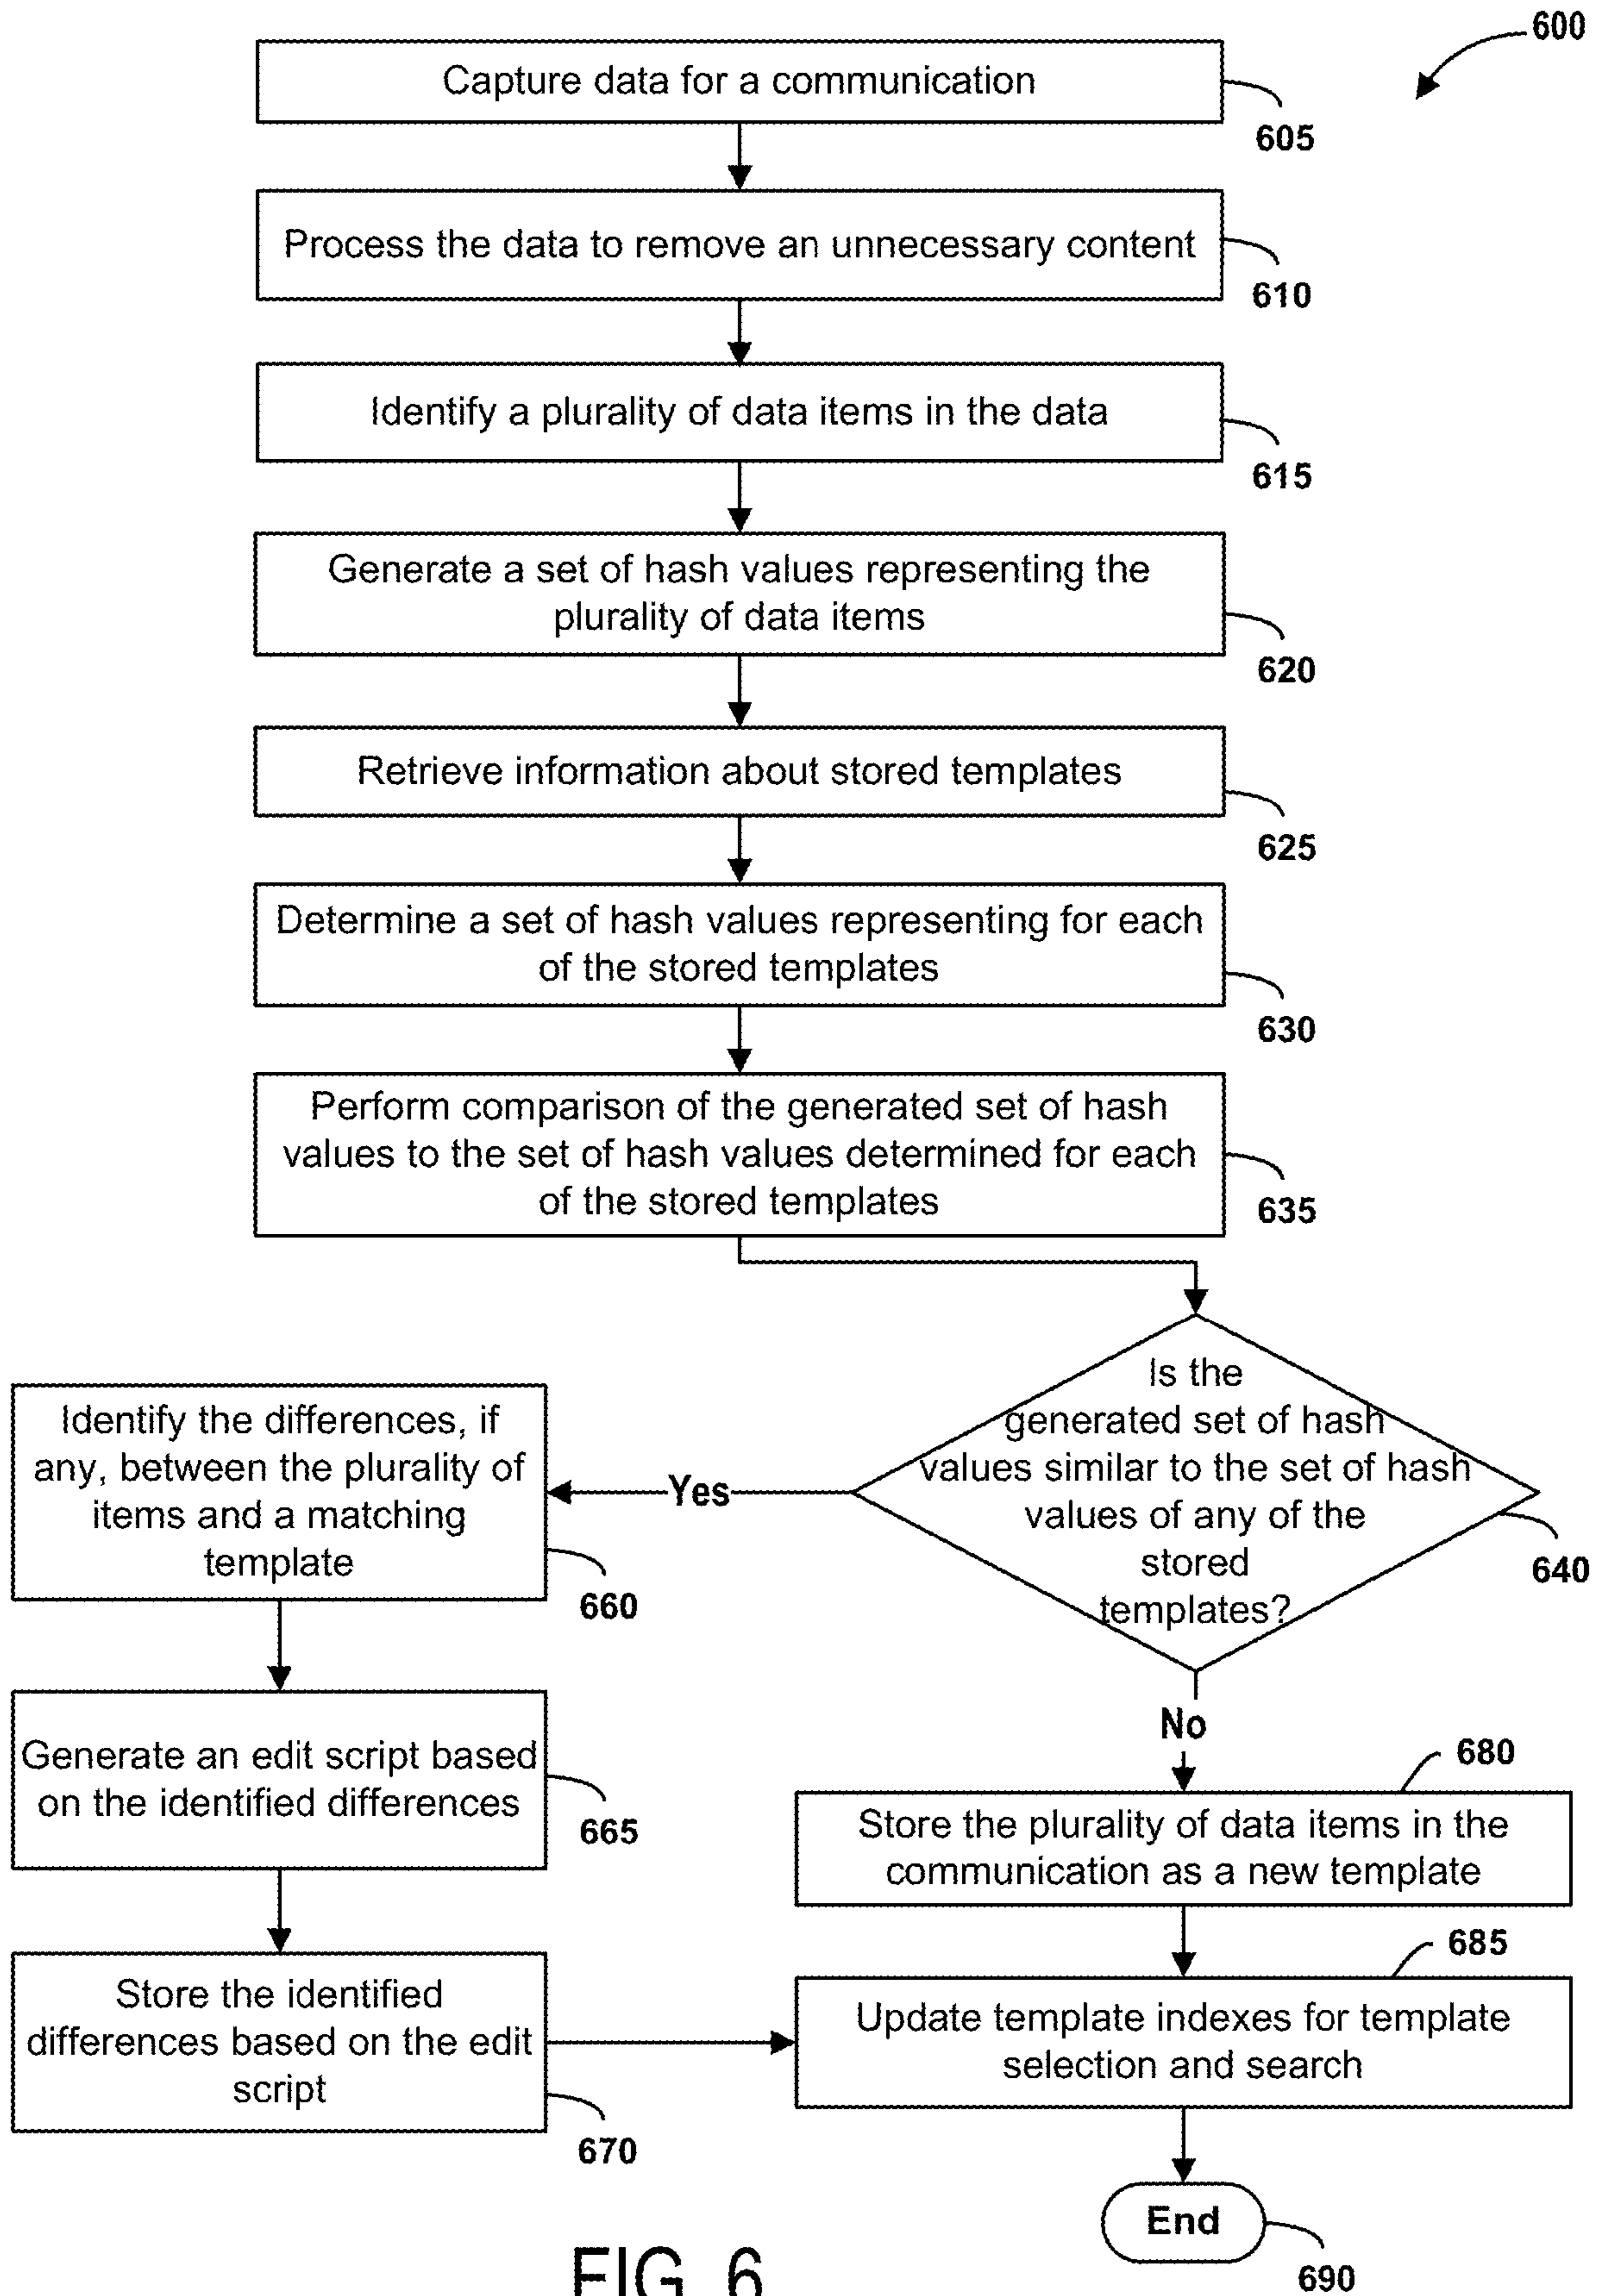 600
Capture data for a communication
605
Process the data to remove an unnecessary content
610
Identify a plurality of data items in the data
615
Generate a set of hash values representing the
plurality of data items
620
Retrieve information about stored templates
625
Determine a set of hash values representing for each
of the stored templates
630
Perform comparison of the generated set of hash
values to the set of hash values determined for each
of the stored templates
635
Is the
generated set of hash
values similar to the set of hash
values of any of the
stored
templates?
640
Yes
Identify the differences, if
any, between the plurality of
items and a matching
template
660
Generate an edit script based
on the identified differences
665
Store the identified
differences based on the edit
script
670
No
680
Store the plurality of data items in the
communication as a new template
685
Update template indexes for template
selection and search
End
690
FIG. 6